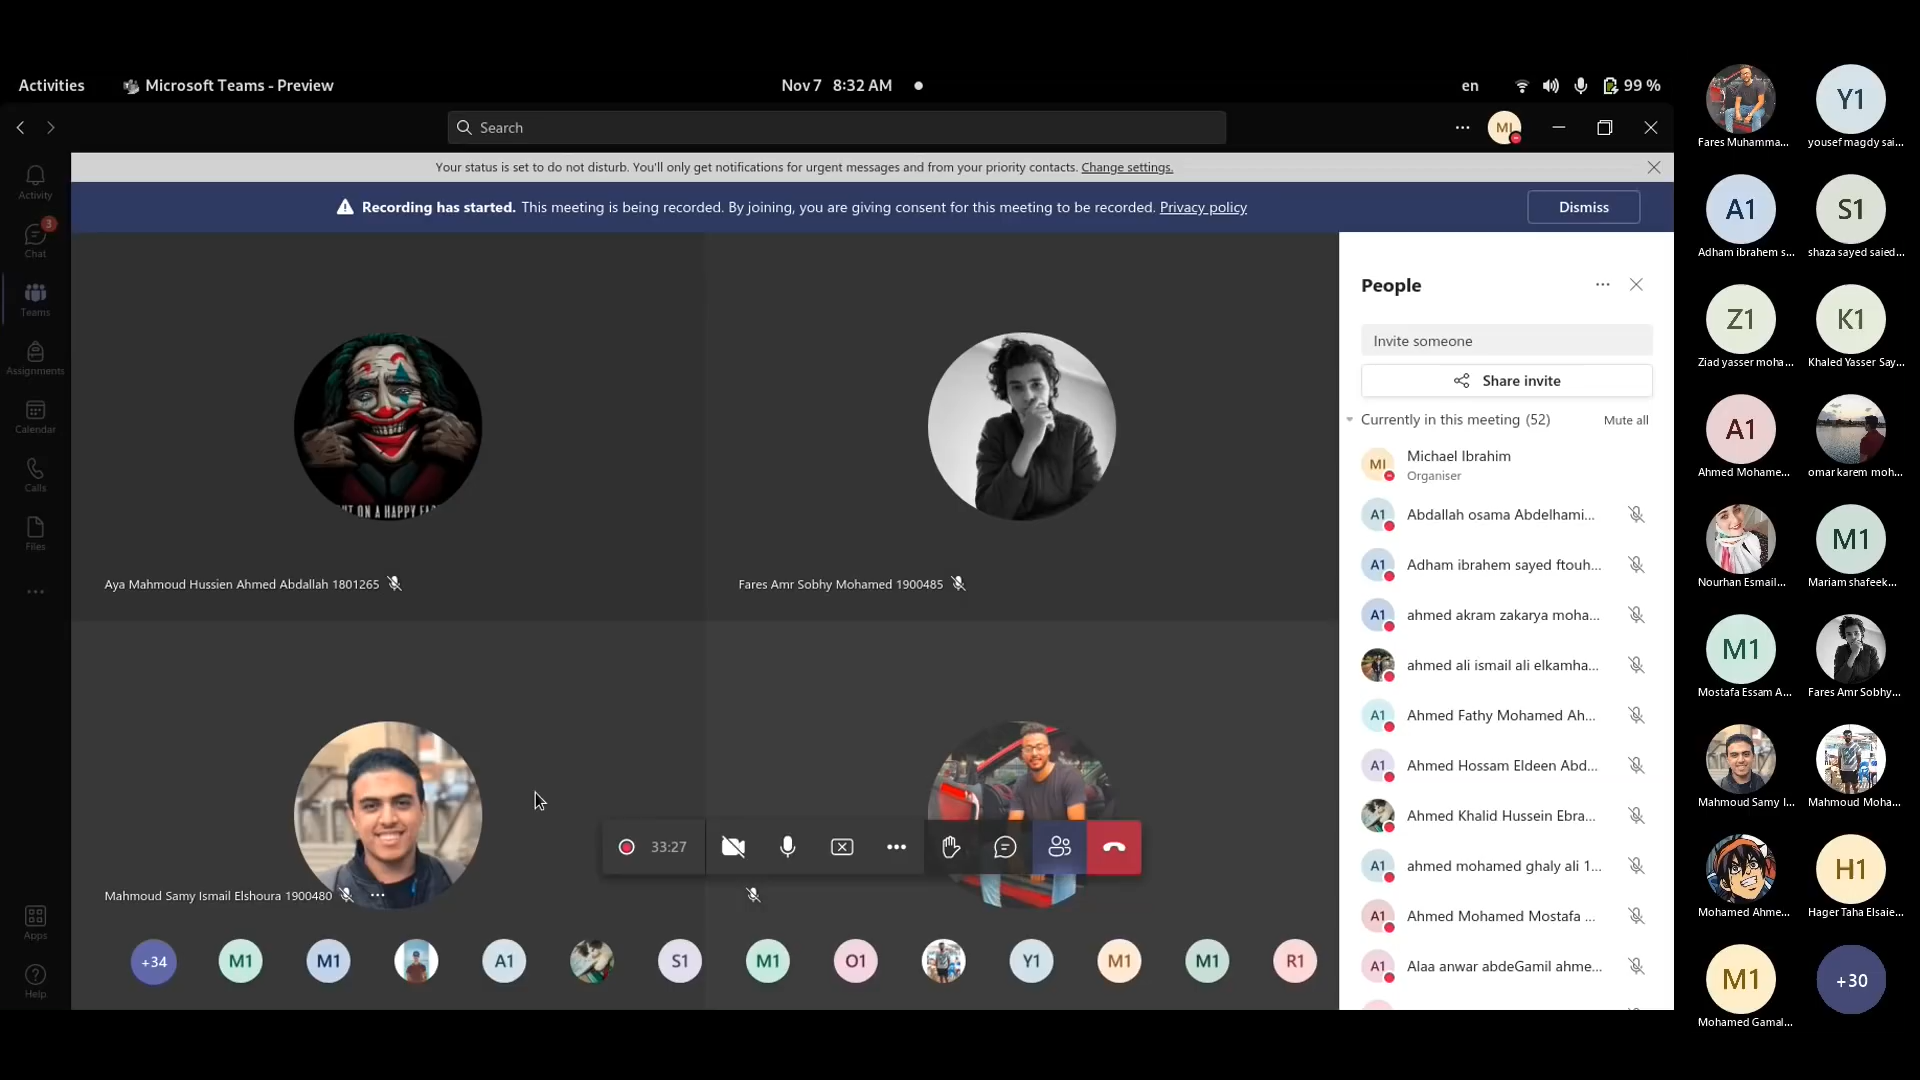 Activities
Microsoft Teams - Preview
Nov 7 8:32 AM
en
99 %
Search
MI
Your status is set to do not disturb. You'll only get notifications for urgent messages and from your priority contacts. Change settings.
Recording has started. This meeting is being recorded. By joining, you are giving consent for this meeting to be recorded. Privacy policy
Dismiss
Activity
3
Chat
Teams
Assignments
Calendar
Calls
Files
Apps
Help
Aya Mahmoud Hussien Ahmed Abdallah 1801265
Fares Amr Sobhy Mohamed 1900485
Mahmoud Samy Ismail Elshoura 1900480
33:27
+34
M1
M1
A1
S1
M1
O1
Y1
M1
M1
R1
People
Invite someone
Share invite
Currently in this meeting (52)
Mute all
MI
Michael Ibrahim
Organiser
A1
Abdallah osama Abdelhami...
A1
Adham ibrahem sayed ftouh...
A1
ahmed akram zakarya moha...
ahmed ali ismail ali elkamha...
A1
Ahmed Fathy Mohamed Ah...
A1
Ahmed Hossam Eldeen Abd...
Ahmed Khalid Hussein Ebra...
A1
ahmed mohamed ghaly ali 1...
A1
Ahmed Mohamed Mostafa ...
A1
Alaa anwar abdeGamil ahme...
Y1
Fares Muhamma...
yousef magdy sai...
A1
S1
Adham ibrahem s...
shaza sayed saied...
Z1
K1
Ziad yasser moha...
Khaled Yasser Say...
A1
Ahmed Mohame...
omar karem moh...
M1
Nourhan Esmail...
Mariam shafeek...
M1
Mostafa Essam A...
Fares Amr Sobhy...
Mahmoud Samy I...
Mahmoud Moha...
H1
Mohamed Ahme...
Hager Taha Elsaie...
M1
+30
Mohamed Gamal...